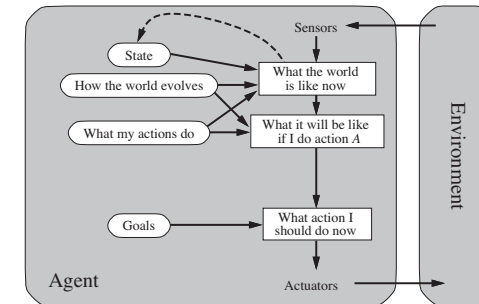 Sensors
State
What the world
is like now
How the world evolves
What it will be like
if I do action A
What my actions do
What action I
should do now
Goals
Agent
Actuators
Environment